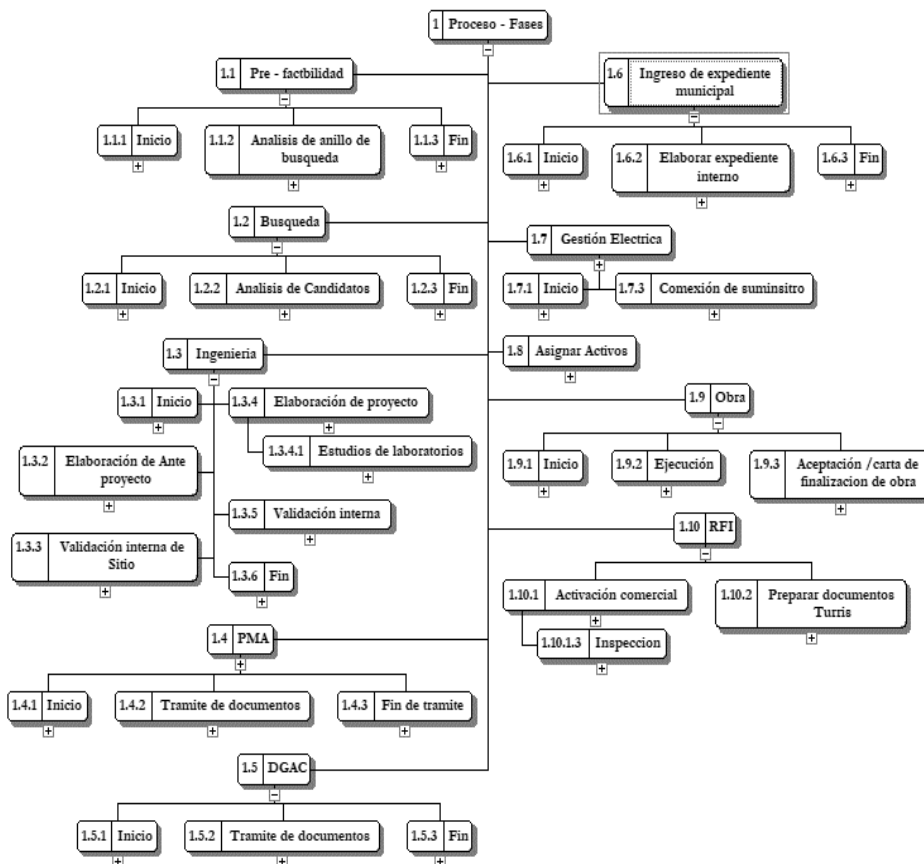 1 Proceso - Fases
1.1 Pre - factbilidad
1.1.1 Inicio
1.1.2 Analisis de anillo de
busqueda
1.1.3 Fin
1.2 Busqueda
1.2.1 Inicio
1.2.2 Analisis de Candidatos
1.2.3 Fin
1.3 Ingenieria
1.3.1 Inicio
1.3.2 Elaboración de Ante
proyecto
1.3.3 Validación interna de
Sitio
1.3.4 Elaboración de proyecto
1.3.4.1 Estudios de laboratorios
1.3.5 Validación interna
1.3.6 Fin
1.4 PMA
1.4.1 Inicio
1.4.2 Tramite de documentos
1.4.3 Fin de tramite
1.5 DGAC
1.5.1 Inicio
1.5.2 Tramite de documentos
1.5.3 Fin
1.6 Ingreso de expediente
municipal
1.6.1 Inicio
1.6.2 Elaborar expediente
interno
1.6.3 Fin
1.7 Gestión Electrica
1.7.1 Inicio
1.7.3 Comexión de suminsitro
1.8 Asignar Activos
1.9 Obra
1.9.1 Inicio
1.9.2 Ejecución
1.9.3 Aceptación /carta de
finalizacion de obra
1.10 RFI
1.10.1 Activación comercial
1.10.1.3 Inspeccion
1.10.2 Preparar documentos
Turris